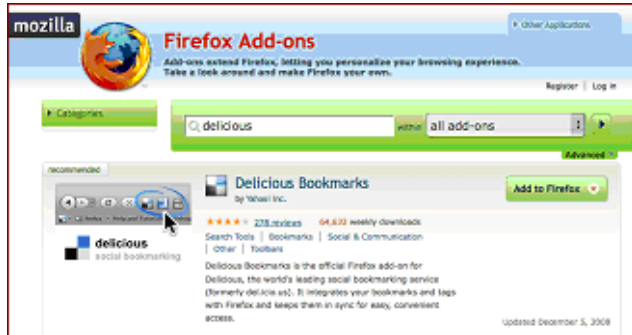 mozilla
Other Applications
Firefox Add-ons
Add-ons extend Firefox, letting you personalize your browsing experience.
Take a look around and make Firefox your own.
Register | Log in
Categories
delicious
within
all add-ons
Advanced
recommended
Delicious Bookmarks
by Yahoo! Inc.
Add to Firefox
278 reviews 64,632 weekly downloads
delicious
social bookmarking
Search Tools | Bookmarks | Social & Communication
| Other | Toolbars
Delicious Bookmarks is the official Firefox add-on for
Delicious, the world's leading social bookmarking service
(formerly del.icio.us). It integrates your bookmarks and tags
with Firefox and keeps them in sync for easy, convenient
access.
Updated December 5, 2008